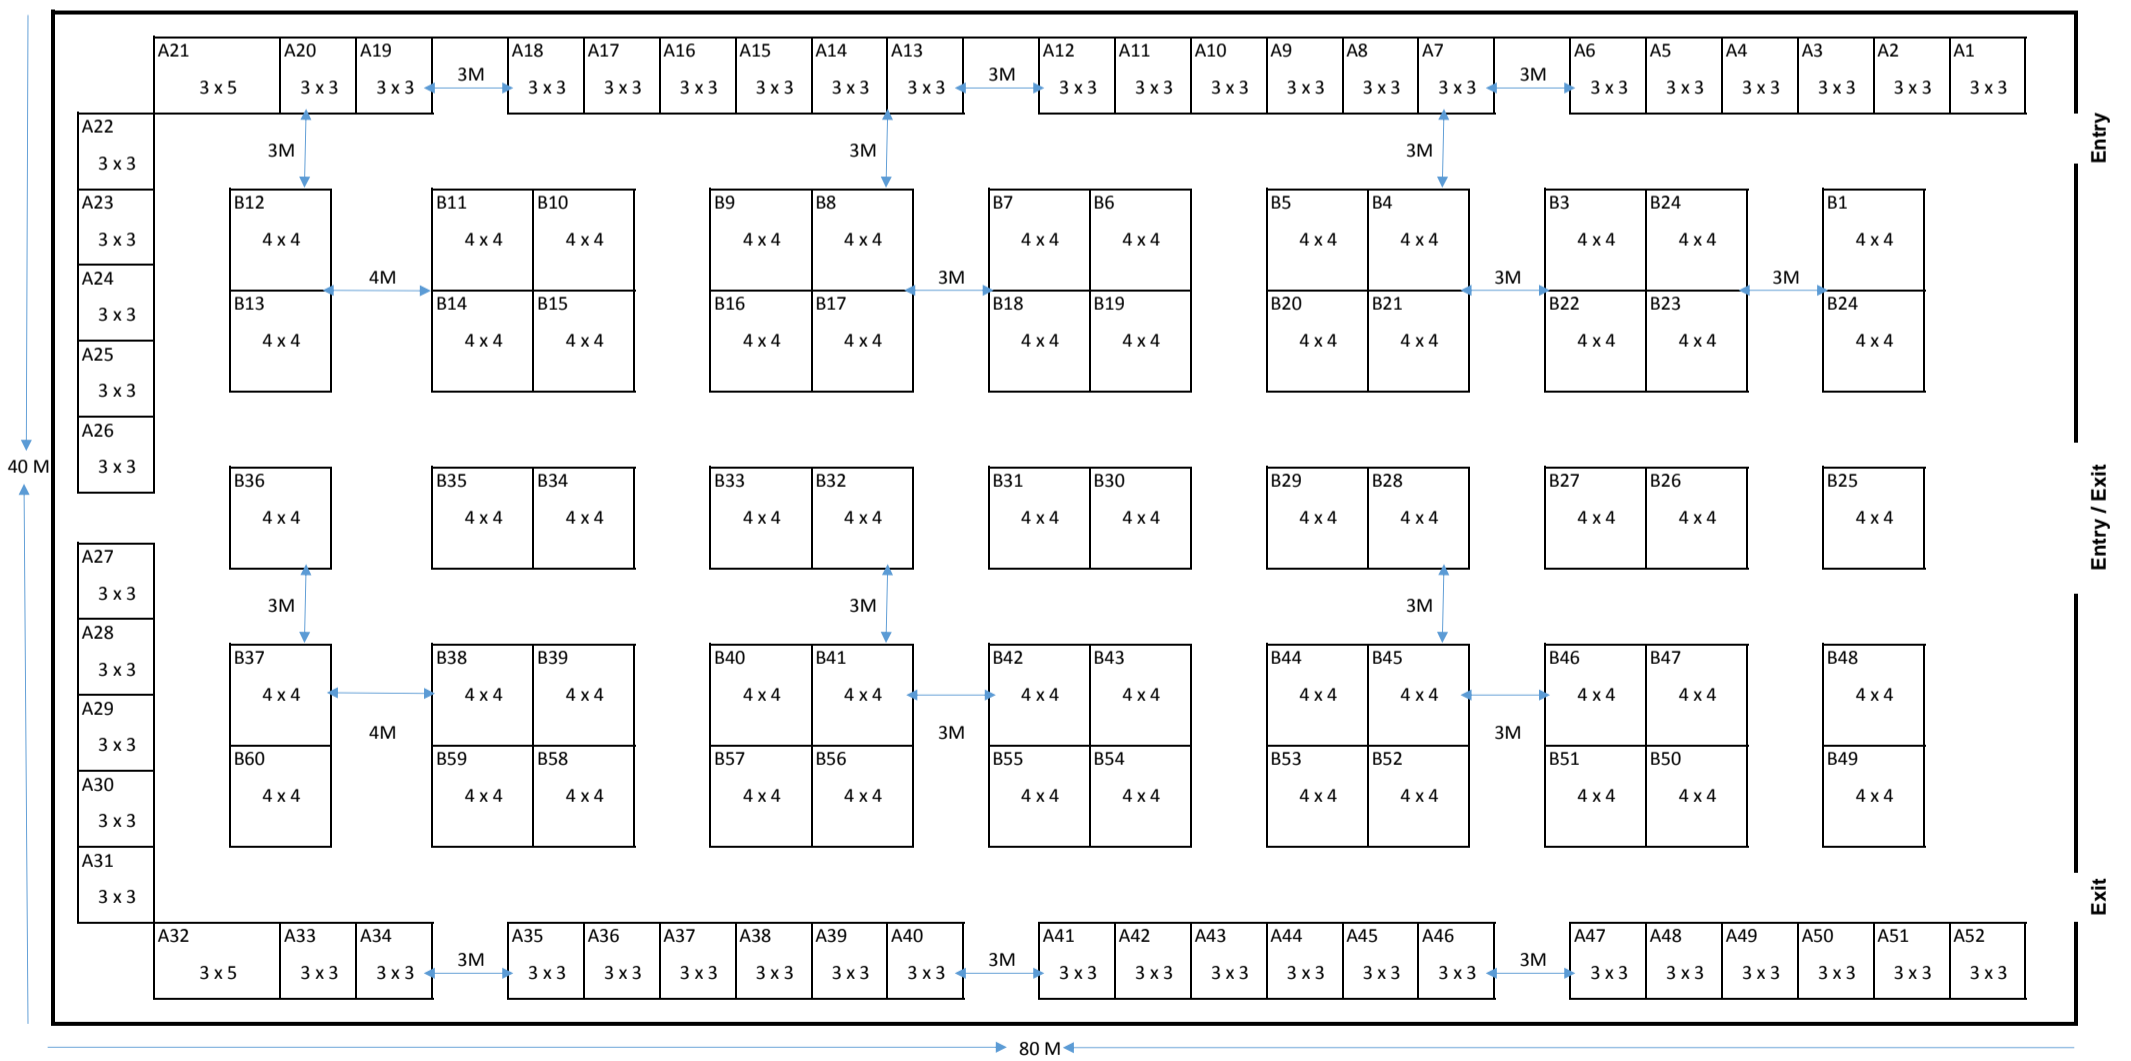 A21 A20 A19 A18 A17 A16 A15 A14 A13 A12 A11 A10 A9 A8 A7 A6 A5 A4 A3 A2 A1
3M 3M 3M
3 x 5 3 x 3 3 x 3 3 x 3 3 x 3 3 x 3 3 x 3 3 x 3 3 x 3 3 x 3 3 x 3 3 x 3 3 x 3 3 x 3 3 x 3 3 x 3 3 x 3 3 x 3 3 x 3 3 x 3 3 x 3
A22
Entry
3M 3M 3M
3 x 3
A23 B12 B11 B10 B9 B8 B7 B6 B5 B4 B3 B24 B1
3 x 3 4 x 4 4 x 4 4 x 4 4 x 4 4 x 4 4 x 4 4 x 4 4 x 4 4 x 4 4 x 4 4 x 4 4 x 4
A24 4M 3M 3M 3M
B13 B14 B15 B16 B17 B18 B19 B20 B21 B22 B23 B24
3 x 3
4 x 4 4 x 4 4 x 4 4 x 4 4 x 4 4 x 4 4 x 4 4 x 4 4 x 4 4 x 4 4 x 4 4 x 4
A25
3 x 3
A26
40 M 3 x 3
B36 B35 B34 B33 B32 B31 B30 B29 B28 B27 B26 B25
Entry / Exit
4 x 4 4 x 4 4 x 4 4 x 4 4 x 4 4 x 4 4 x 4 4 x 4 4 x 4 4 x 4 4 x 4 4 x 4
A27
3 x 3
3M 3M 3M
A28
B37 B38 B39 B40 B41 B42 B43 B44 B45 B46 B47 B48
3 x 3
4 x 4 4 x 4 4 x 4 4 x 4 4 x 4 4 x 4 4 x 4 4 x 4 4 x 4 4 x 4 4 x 4 4 x 4
A29
4M 3M 3M
3 x 3
B60 B59 B58 B57 B56 B55 B54 B53 B52 B51 B50 B49
A30
4 x 4 4 x 4 4 x 4 4 x 4 4 x 4 4 x 4 4 x 4 4 x 4 4 x 4 4 x 4 4 x 4 4 x 4
3 x 3
A31
3 x 3
Exit
A32 A33 A34 A35 A36 A37 A38 A39 A40 A41 A42 A43 A44 A45 A46 A47 A48 A49 A50 A51 A52
3M 3M 3M
3 x 5 3 x 3 3 x 3 3 x 3 3 x 3 3 x 3 3 x 3 3 x 3 3 x 3 3 x 3 3 x 3 3 x 3 3 x 3 3 x 3 3 x 3 3 x 3 3 x 3 3 x 3 3 x 3 3 x 3 3 x 3
80 M